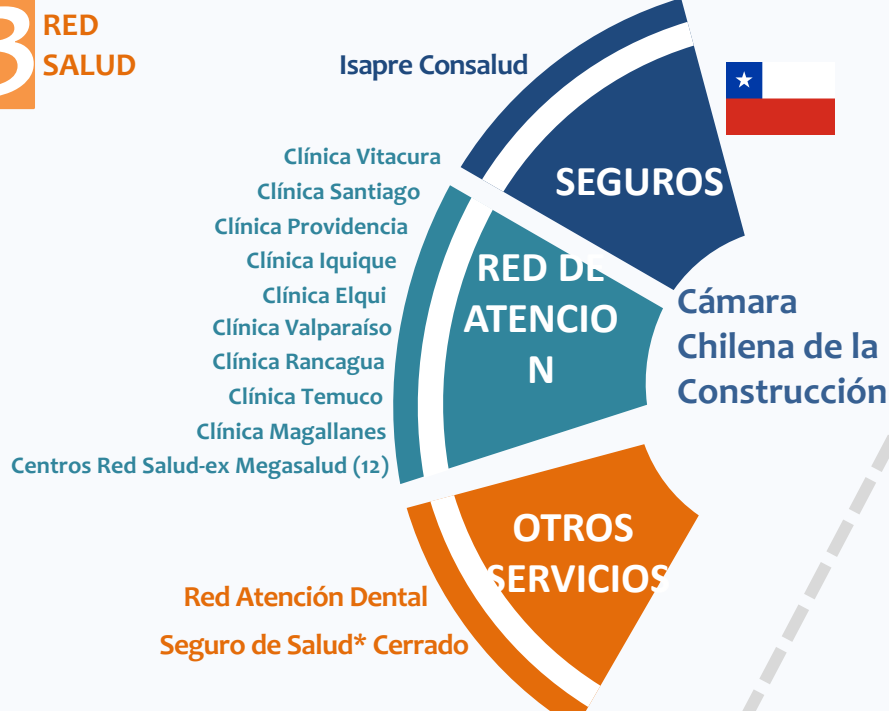 3
RED
SALUD
Isapre Consalud
SEGUROS
Clínica Vitacura
Clínica Santiago
Clínica Providencia
Clínica Iquique
Clínica Elqui
Clínica Valparaíso
Clínica Rancagua
Clínica Temuco
Clínica Magallanes
Centros Red Salud-ex Megasalud (12)
RED DE
ATENCIO
N
Cámara
Chilena de la
Construcción
OTROS
SERVICIOS
Red Atención Dental
Seguro de Salud* Cerrado